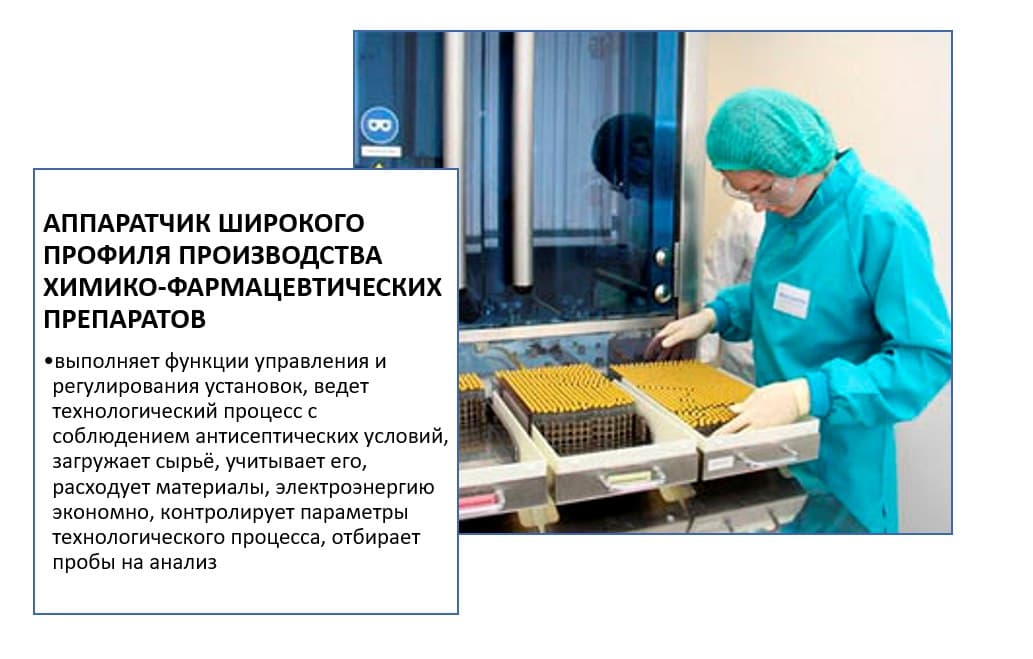 АППАРАТЧИК ШИРОКОГО
ПРОФИЛЯ ПРОИЗВОДСТВА
ХИМИКО-ФАРМАЦЕВТИЧЕСКИХ
ПРЕПАРАТОВ
•выполняет функции управления и
регулирования установок, ведет
технологический процесс с
соблюдением антисептических условий,
загружает сырьё, учитывает его,
расходует материалы, электроэнергию
экономно, контролирует параметры
технологического процесса, отбирает
пробы на анализ